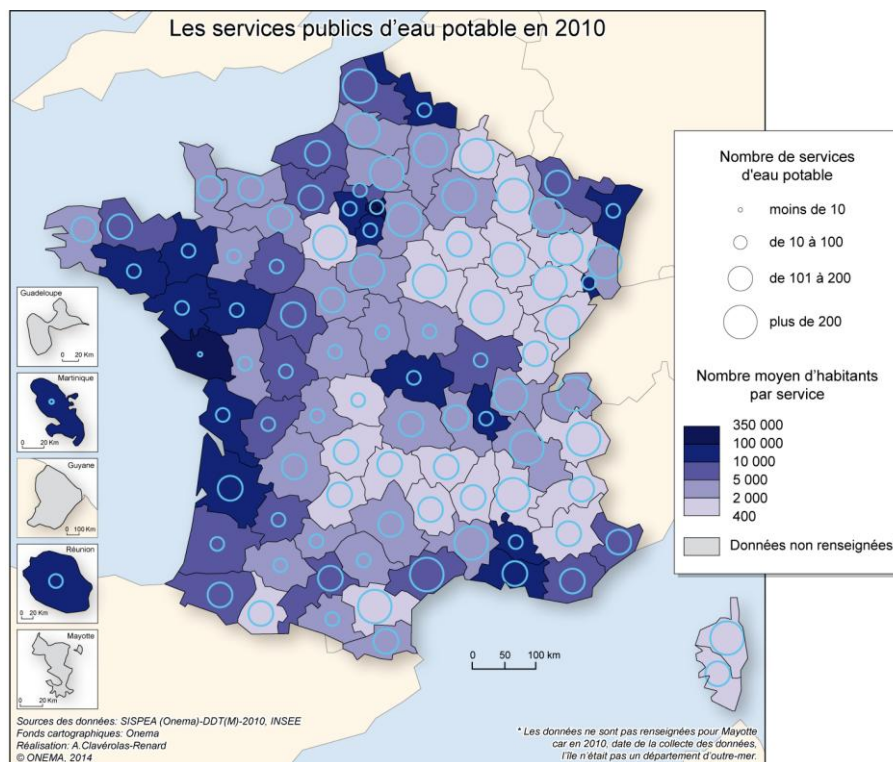 Les services publics d'eau potable en 2010
Nombre de services
d'eau potable
moins de 10
de 10 à 100
de 101 à 200
plus de 200
Nombre moyen d'habitants
par service
350 000
100 000
10 000
5 000
2 000
400
Données non renseignées
Guadeloupe
0 20 Km
Martinique
0 20 Km
Guyane
0 100 Km
Réunion
0 20 Km
Mayotte
0 20 Km
0 50 100 km
Sources des données: SISPEA (Onema)-DDT(M)-2010, INSEE
Fonds cartographiques: Onema
Réalisation: A.Clavérolas-Renard
© ONEMA, 2014
* Les données ne sont pas renseignées pour Mayotte
car en 2010, date de la collecte des données,
l'île n'était pas un département d'outre-mer.